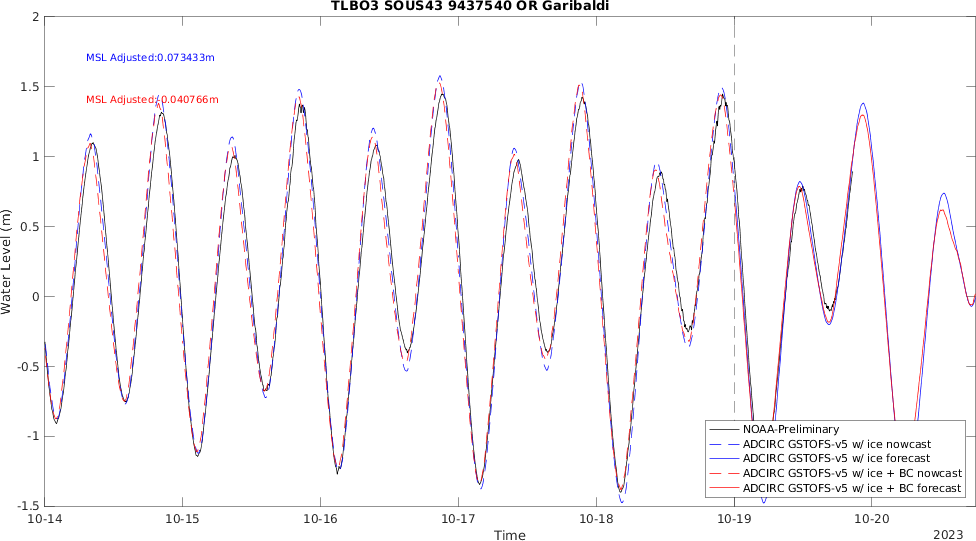 TLBO3 SOUS43 9437540 OR Garibaldi
2
1.5
1
0.5
0
-0.5
-1
-1.5
Water Level (m)
MSL Adjusted:0.073433m
MSL Adjusted:-0.040766m
NOAA-Preliminary
ADCIRC GSTOFS-v5 w/ ice nowcast
ADCIRC GSTOFS-v5 w/ ice forecast
ADCIRC GSTOFS-v5 w/ ice + BC nowcast
ADCIRC GSTOFS-v5 w/ ice + BC forecast
10-14 10-15 10-16 10-17 10-18 10-19 10-20
Time
2023